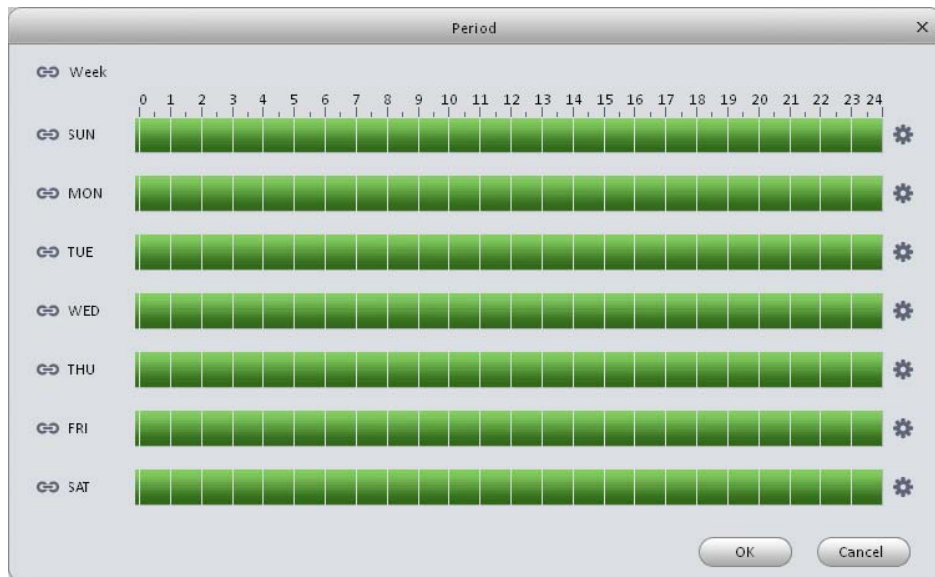 Period
Week
0 1 2 3 4 5 6 7 8 9 10 11 12 13 14 15 16 17 18 19 20 21 22 23 24
SUN
MON
TUE
WED
THU
FRI
SAT
OK Cancel